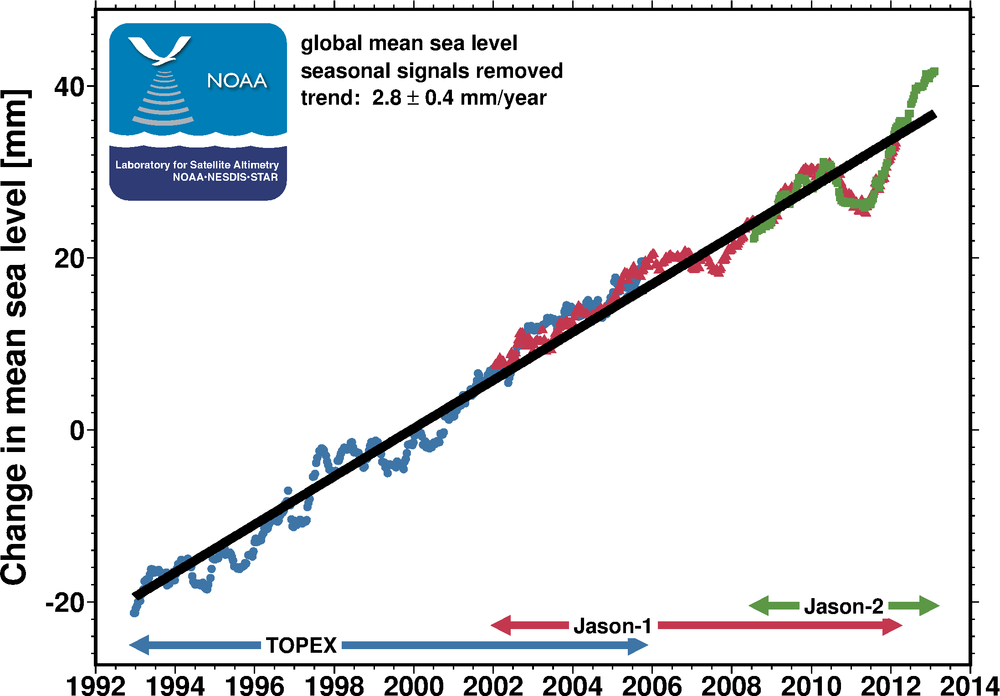 global mean sea level
seasonal signals removed
trend: 2.8 ± 0.4 mm/year
NOAA
Laboratory for Satellite Altimetry
NOAA•NESDIS•STAR
Change in mean sea level [mm]
40
20
0
-20
Jason-2
Jason-1
TOPEX
1992 1994 1996 1998 2000 2002 2004 2006 2008 2010 2012 2014